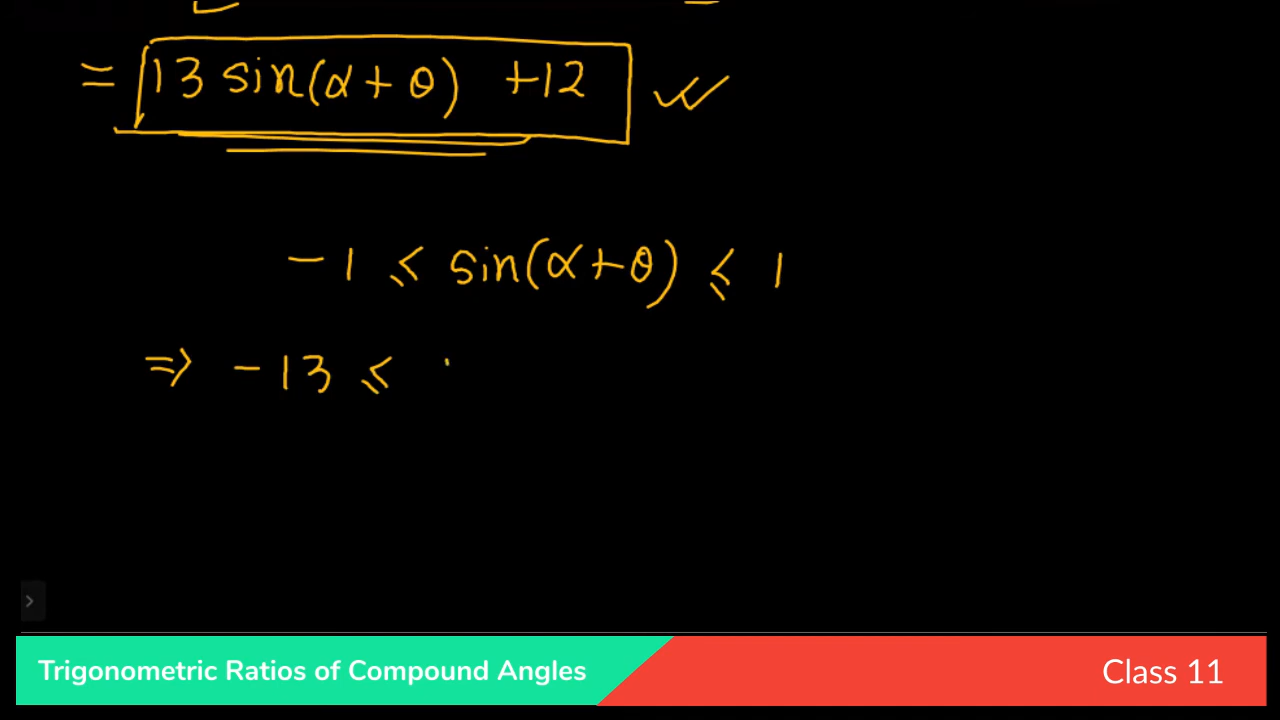 = 13 sin(α + θ) +12
-1 ⩽ sin(α+θ) ⩽ 1
⇒ -13 ⩽
Trigonometric Ratios of Compound Angles
Class 11